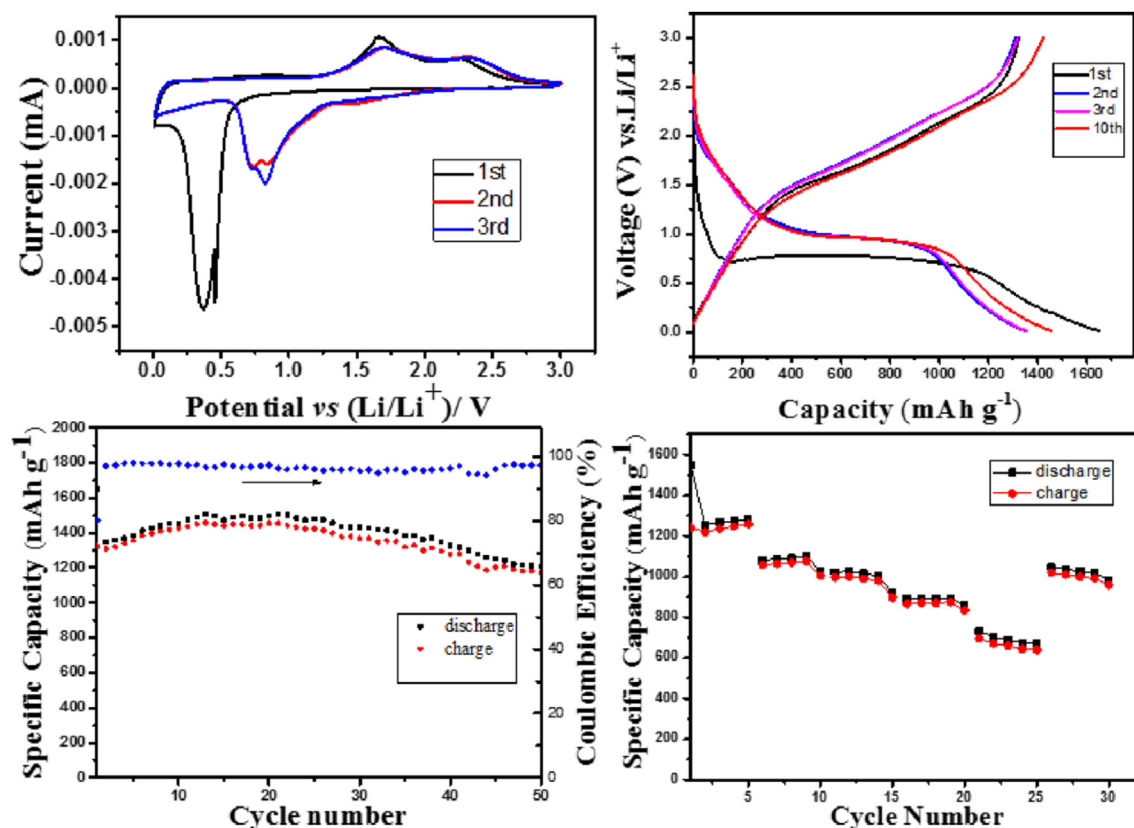 0.001
0.000
-0.001
-0.002
-0.003
-0.004
-0.005
Current (mA)
1st
2nd
3rd
0.0 0.5 1.0 1.5 2.0 2.5 3.0
Potential vs (Li/Li+)/ V
3.0
2.5
2.0
1.5
1.0
0.5
0.0
Voltage (V) vs.Li/Li+
1st
2nd
3rd
10th
0 200 400 600 800 1000 1200 1400 1600
Capacity (mAh g-1)
2000
1800
1600
1400
1200
1000
800
600
400
200
0
Specific Capacity (mAh g-1)
discharge
charge
100
80
60
40
20
0
Coulombic Efficiency (%)
10 20 30 40 50
Cycle number
1600
1400
1200
1000
800
600
400
200
0
Specific Capacity (mAh g-1)
discharge
charge
5 10 15 20 25 30
Cycle Number